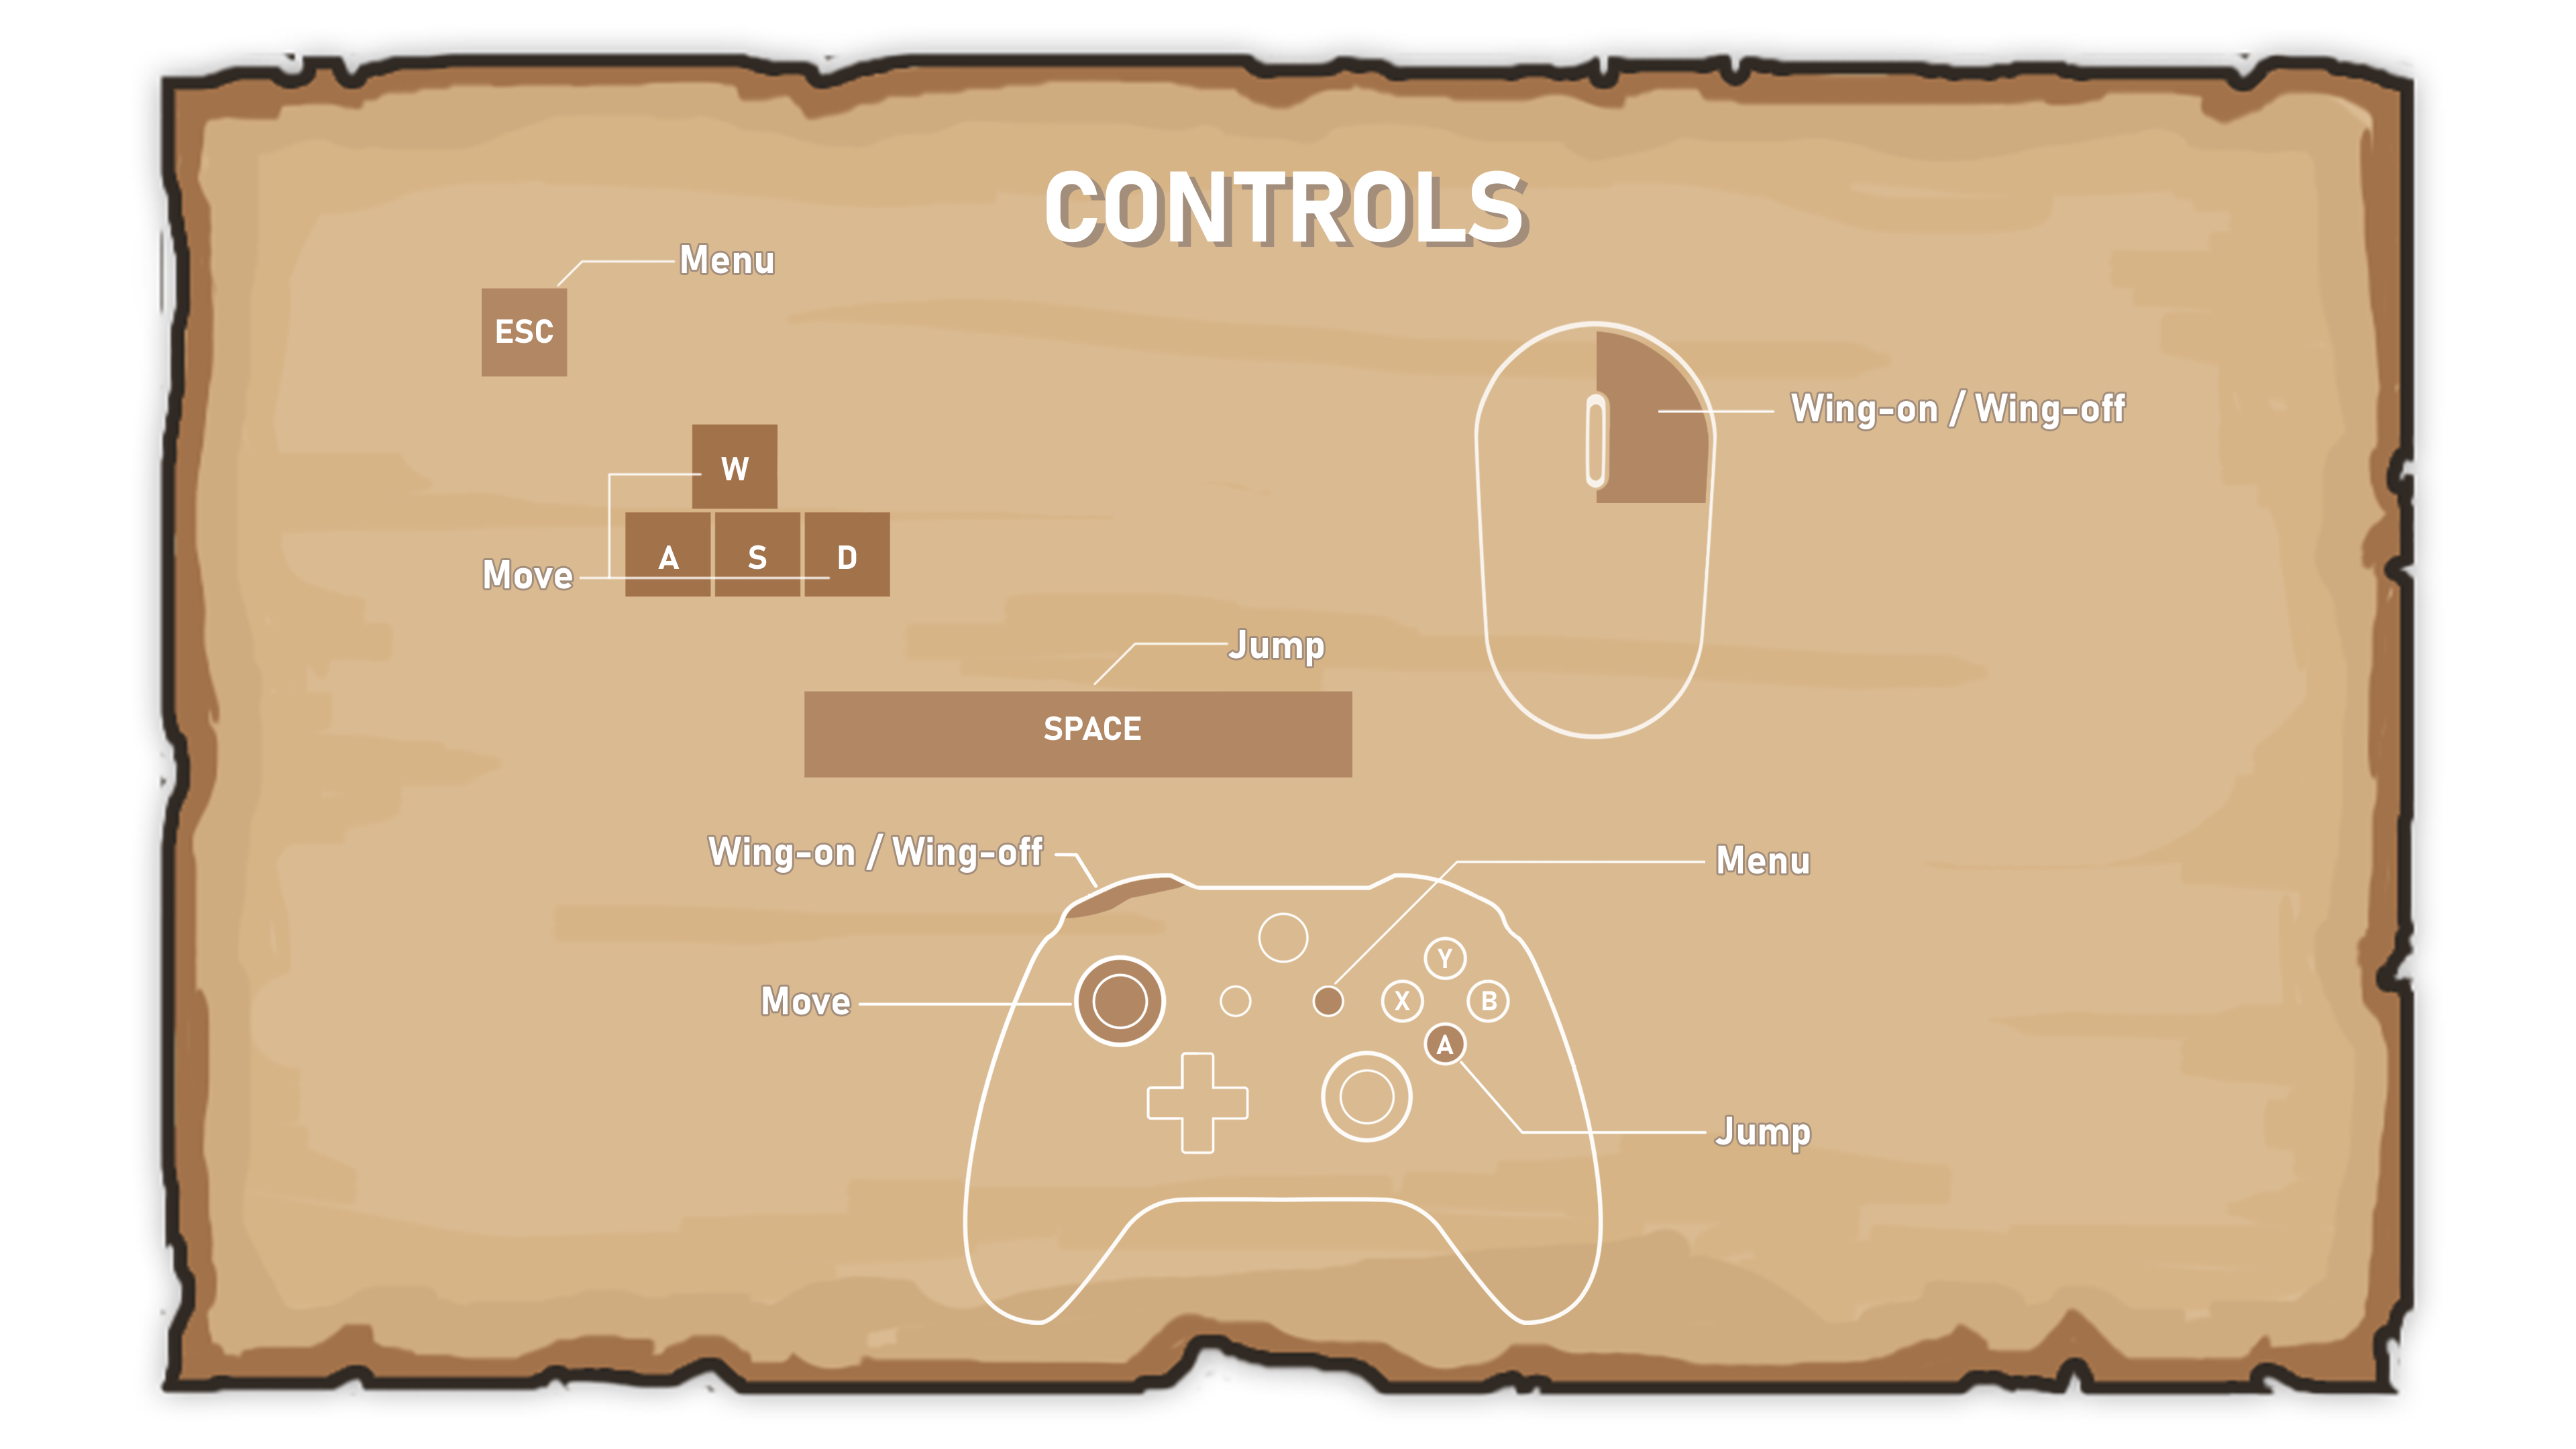 CONTROLS
Menu
ESC
Wing-on / Wing-off
W
A S D
Move
Jump
SPACE
Wing-on / Wing-off
Menu
Y
Move
X B
A
Jump